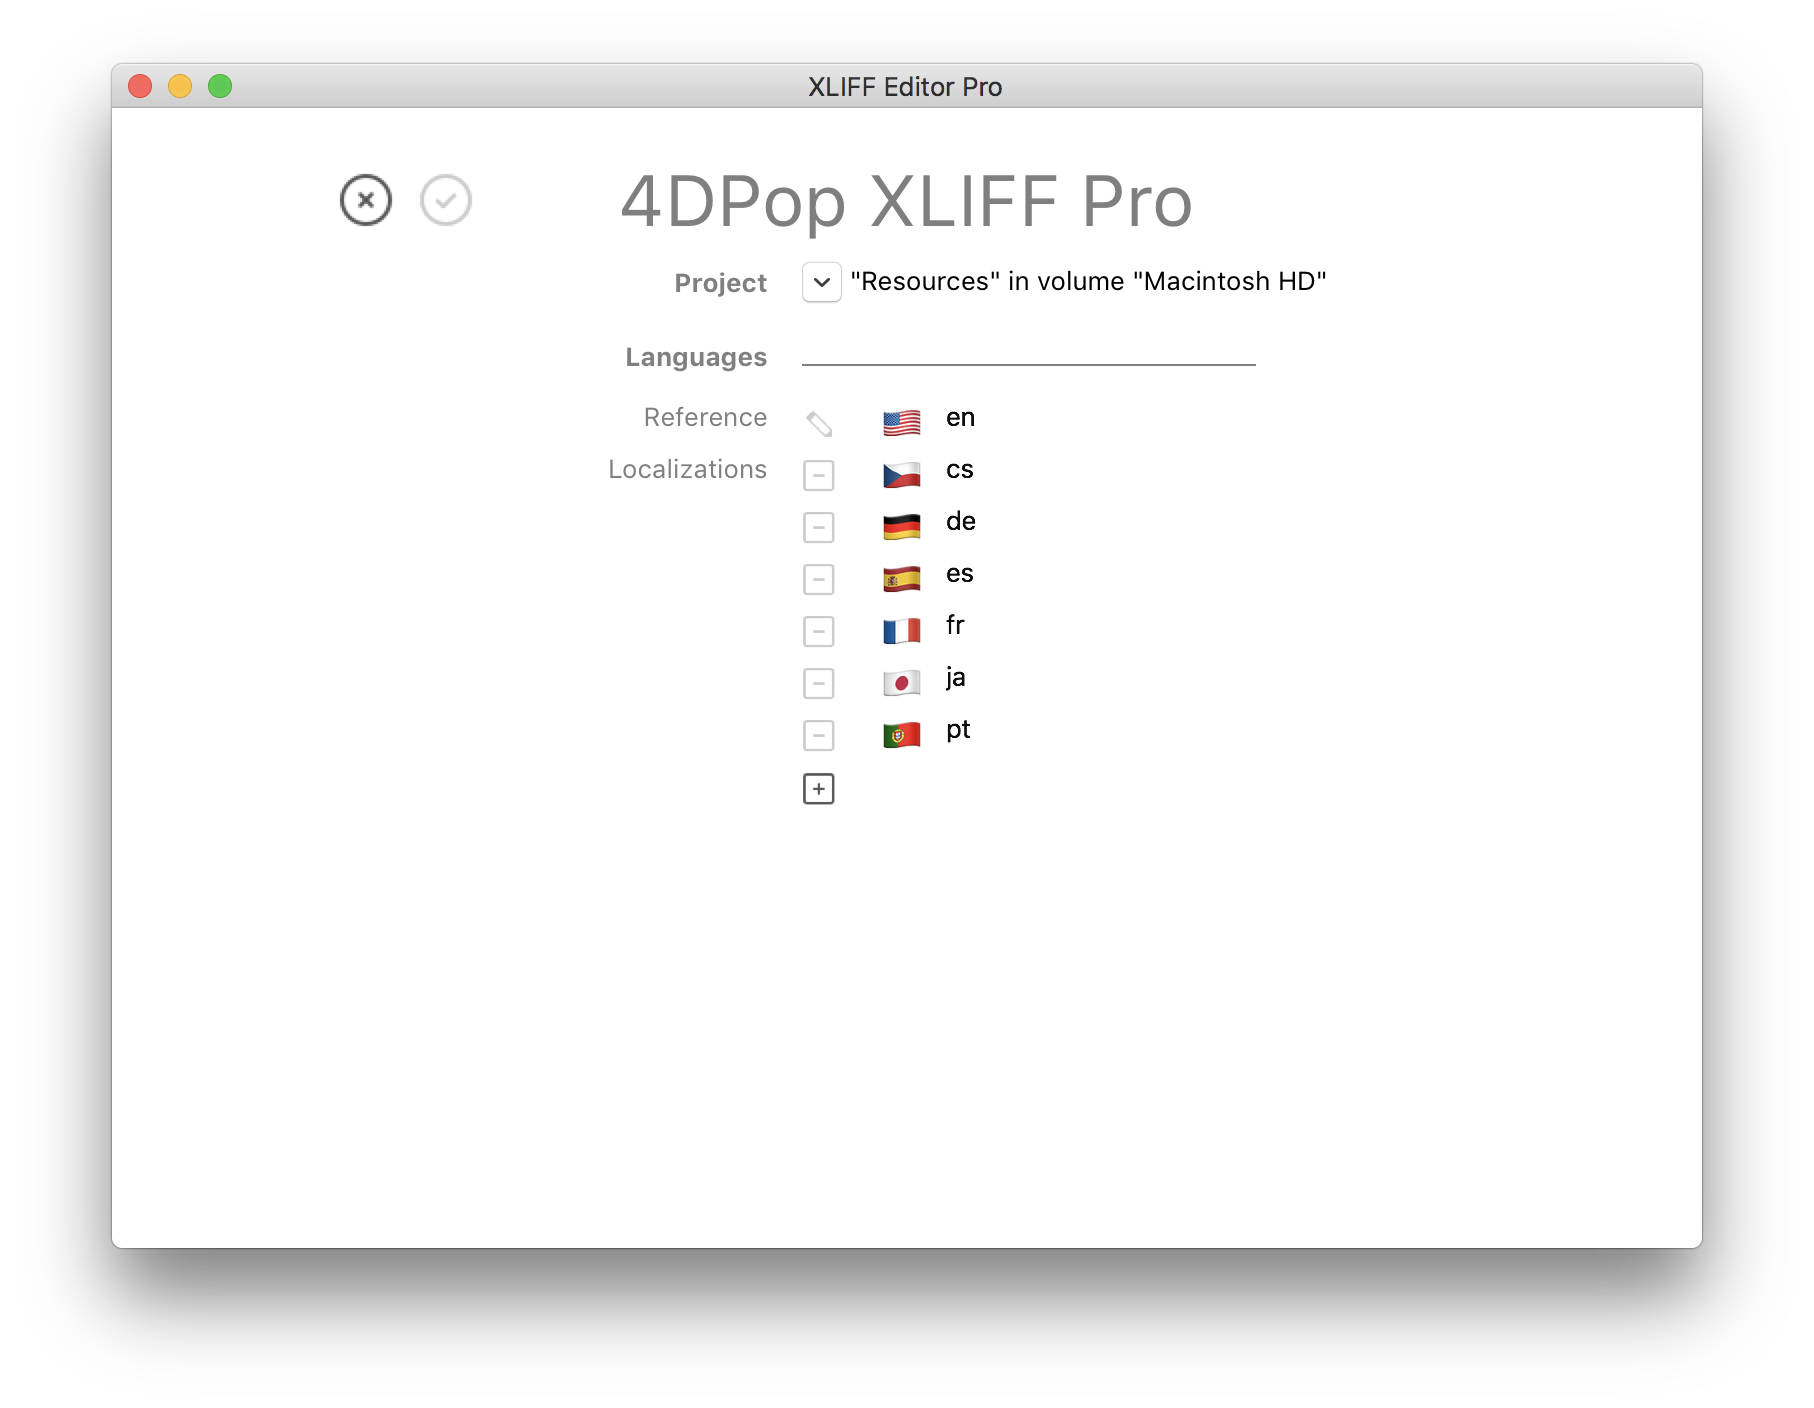 XLIFF Editor Pro
4DPop XLIFF Pro
Project "Resources" in volume "Macintosh HD"
Languages
Reference en
Localizations cs
de
es
fr
ja
pt